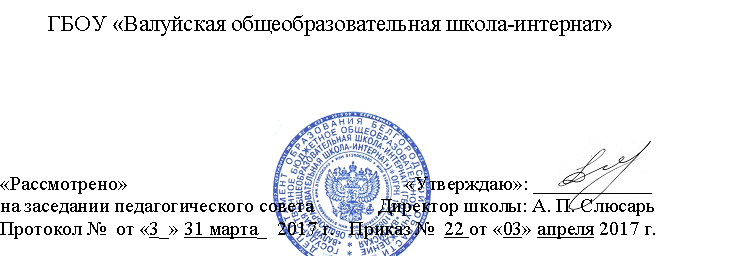 ГБОУ «Валуйская общеобразовательная школа-интернат»
«Рассмотрено» «Утверждаю»: ____________
на заседании педагогического совета Директор школы: А. П. Слюсарь
Протокол № от «3_» 31 марта_ 2017 г. Приказ № 22 от «03» апреля 2017 г.